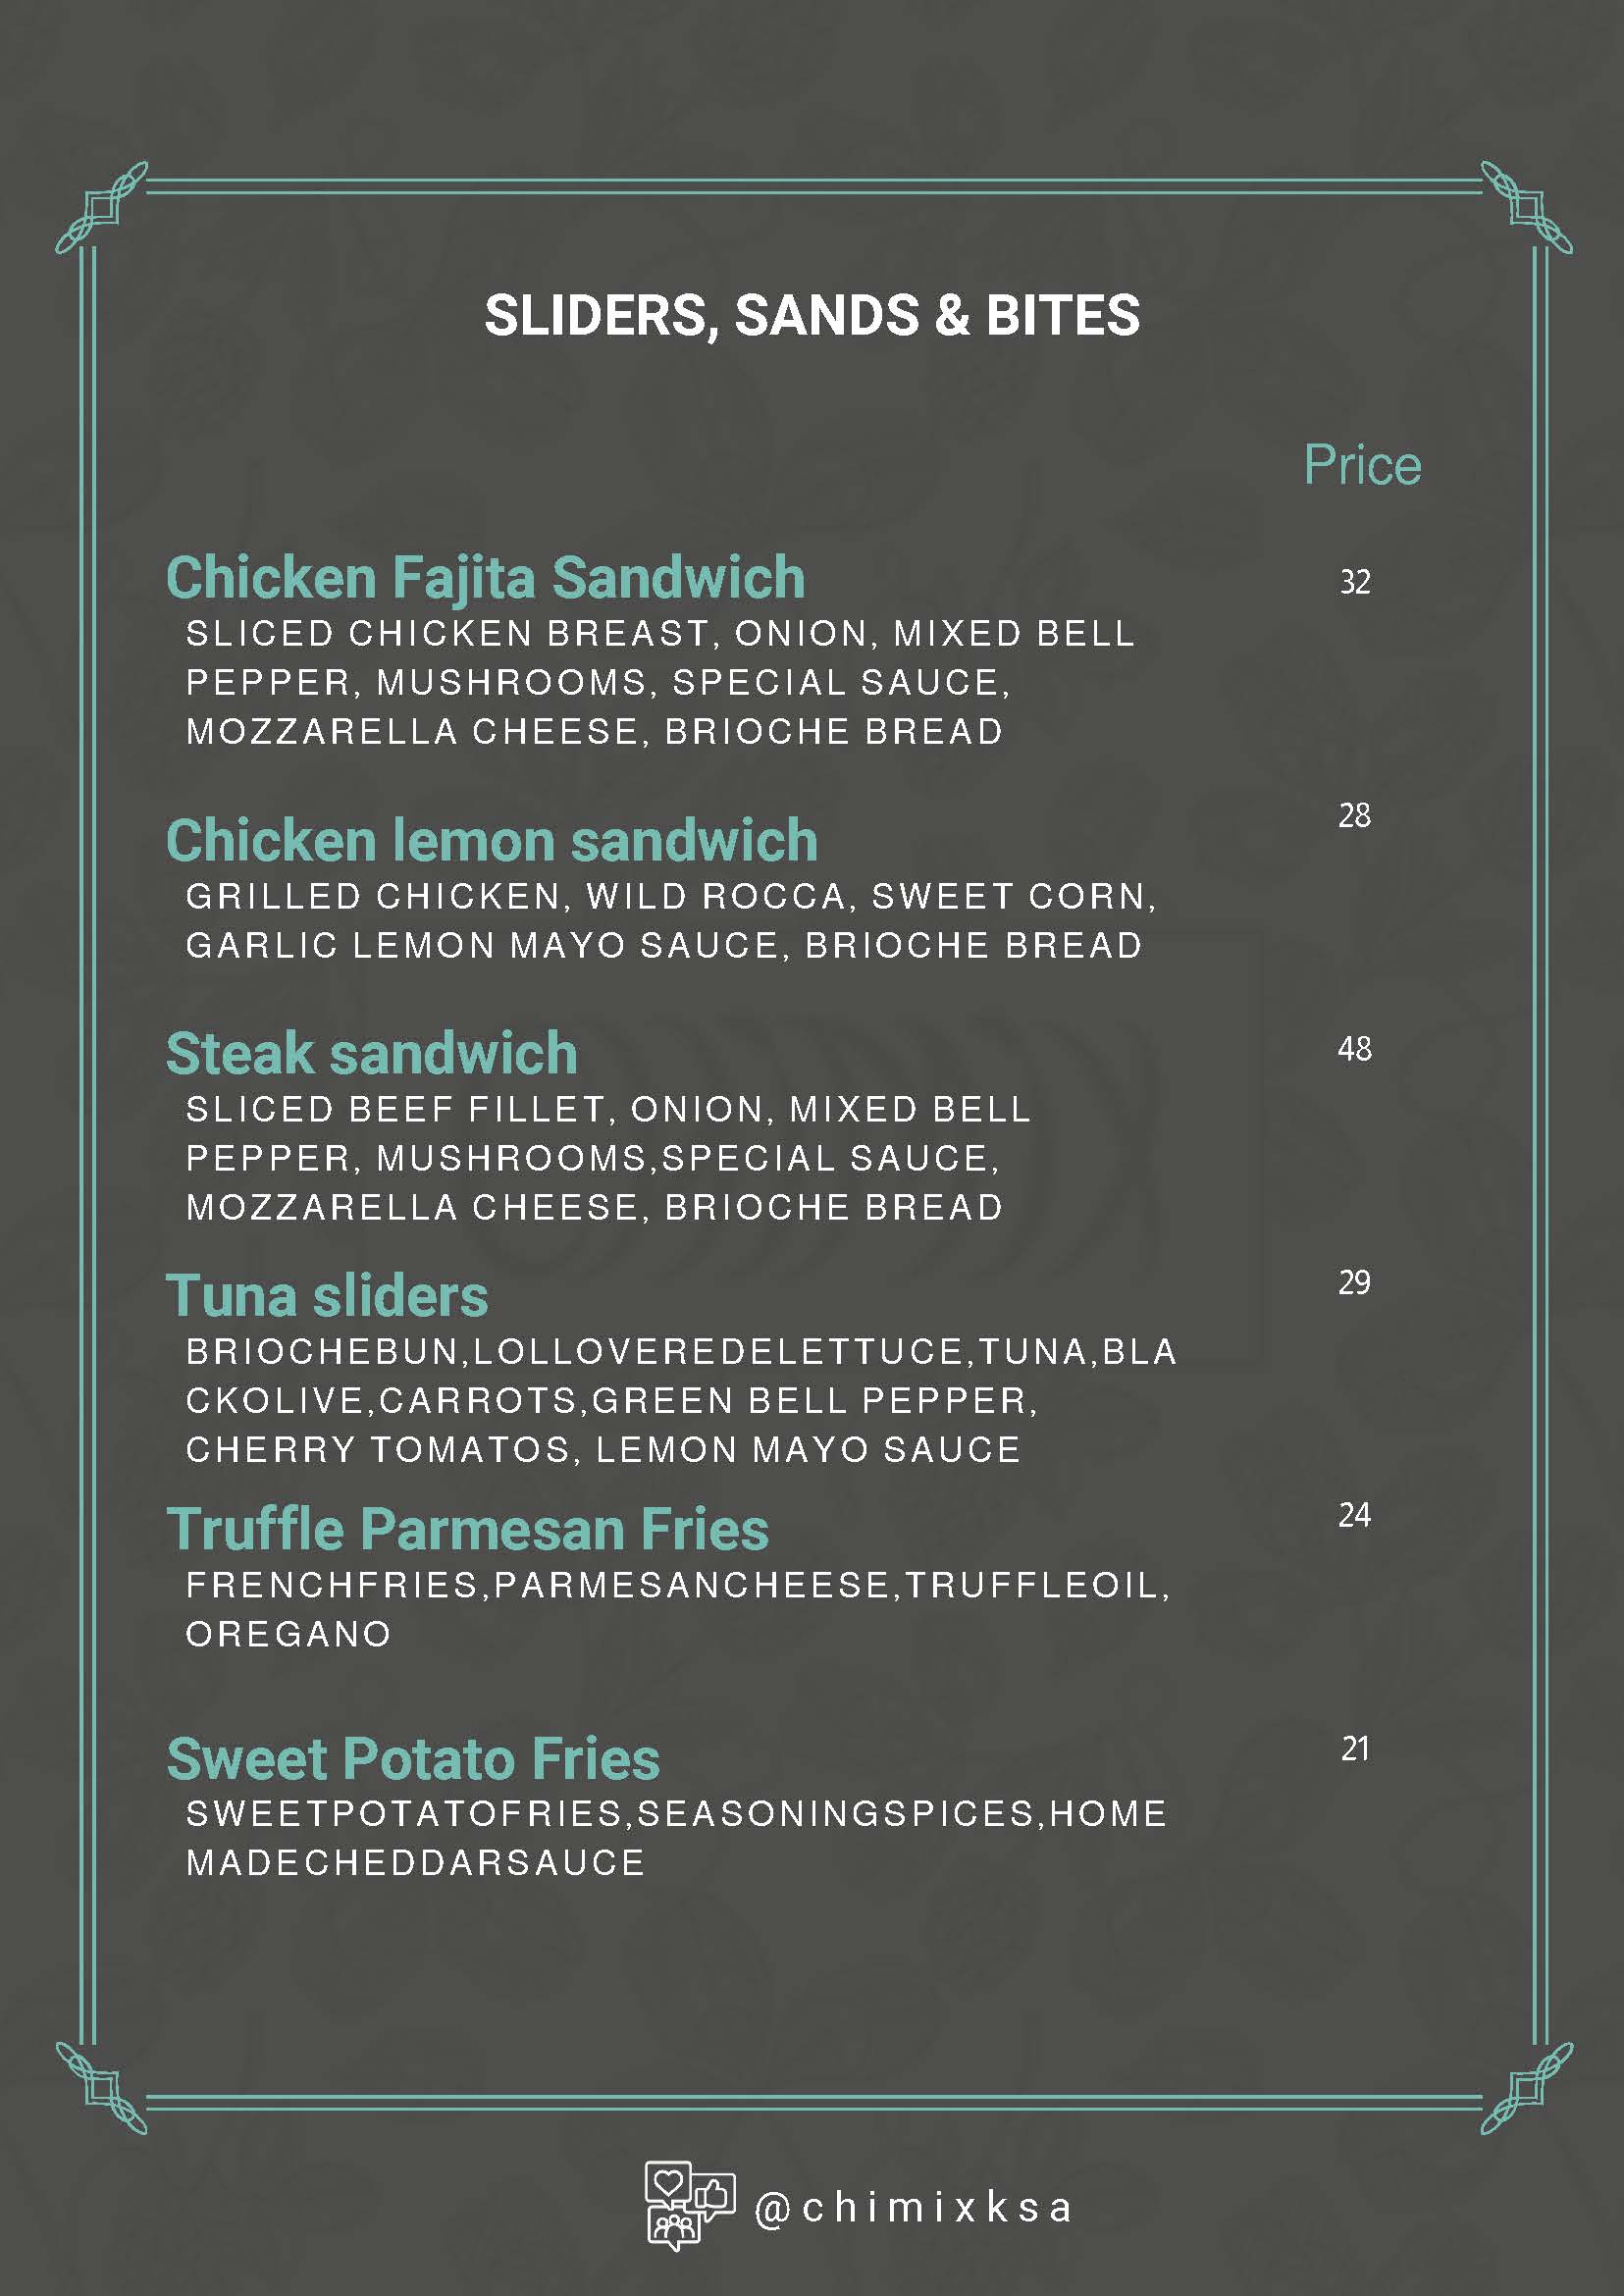 SLIDERS, SANDS & BITES
Price
Chicken Fajita Sandwich 32
SLICED CHICKEN BREAST, ONION, MIXED BELL
PEPPER, MUSHROOMS, SPECIAL SAUCE,
MOZZARELLA CHEESE, BRIOCHE BREAD
Chicken lemon sandwich 28
GRILLED CHICKEN, WILD ROCCA, SWEET CORN,
GARLIC LEMON MAYO SAUCE, BRIOCHE BREAD
Steak sandwich 48
SLICED BEEF FILLET, ONION, MIXED BELL
PEPPER, MUSHROOMS,SPECIAL SAUCE,
MOZZARELLA CHEESE, BRIOCHE BREAD
Tuna sliders 29
BRIOCHEBUN,LOLLOVEREDELETTUCE,TUNA,BLA
CKOLIVE,CARROTS,GREEN BELL PEPPER,
CHERRY TOMATOS, LEMON MAYO SAUCE
Truffle Parmesan Fries 24
FRENCHFRIES,PARMESANCHEESE,TRUFFLEOIL,
OREGANO
Sweet Potato Fries 21
SWEETPOTATOFRIES,SEASONINGSPICES,HOME
MADECHEDDARSAUCE
@chimixksa